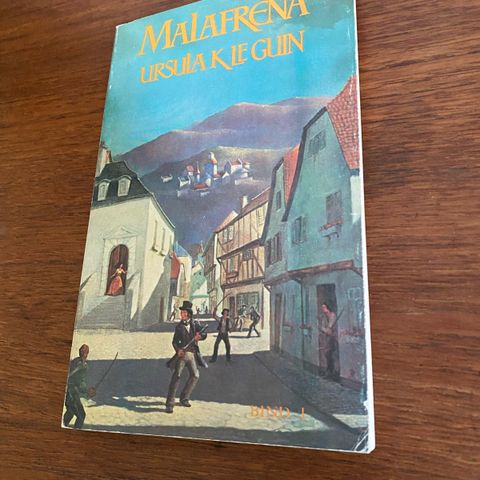 MALAFRENA
URSULA K. LE GUIN
BIND 1